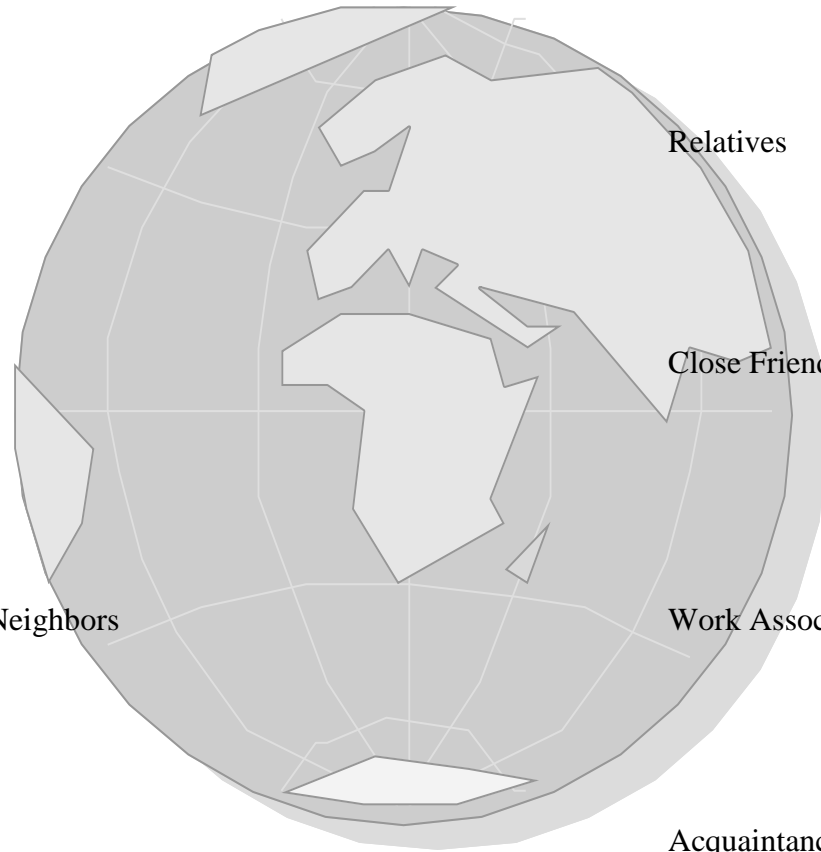 Relatives
Close Frien
Neighbors
Work Assoc
Acquaintanc